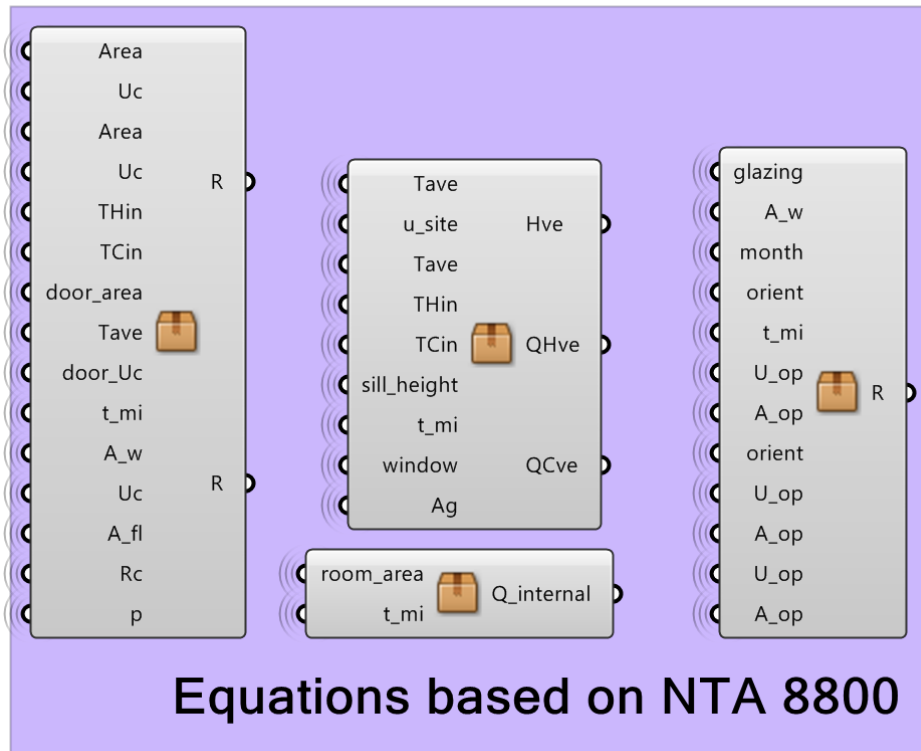 Area
Uc
Area
Uc
THin
TCin
door_area
Tave
door_Uc
t_mi
A_w
Uc
A_fl
Rc
p
R
R
Tave
u_site
Tave
THin
TCin
sill_height
t_mi
window
Ag
Hve
QHve
QCve
room_area
t_mi
Q_internal
glazing
A_w
month
orient
t_mi
U_op
A_op
orient
U_op
A_op
U_op
A_op
R
Equations based on NTA 8800